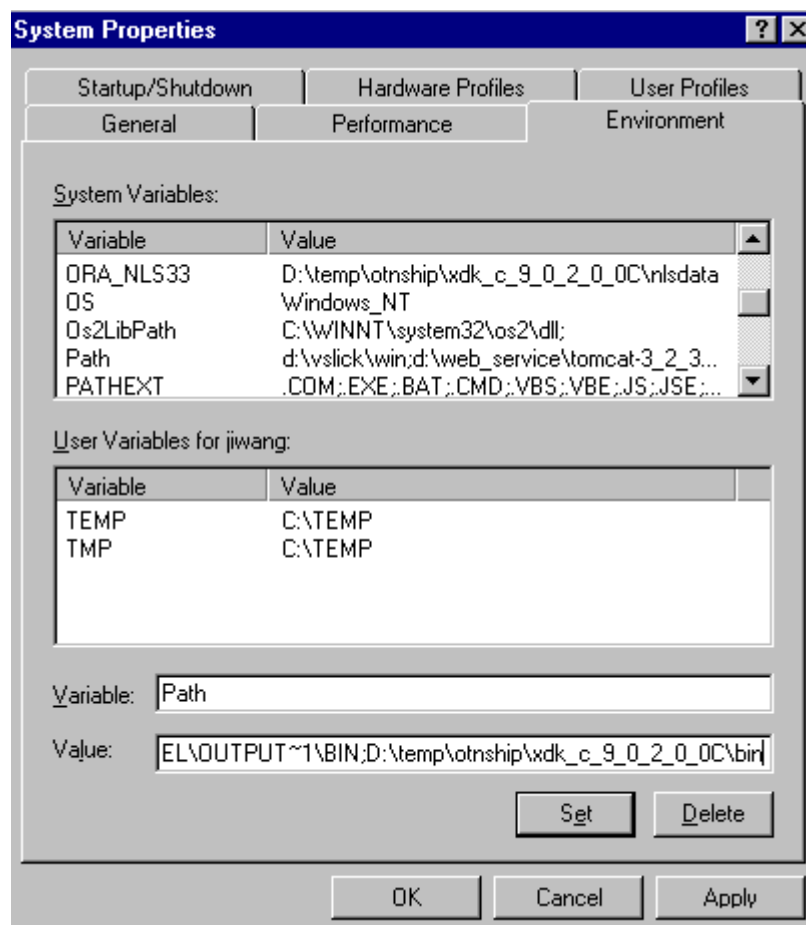 System Properties
Startup/Shutdown Hardware Profiles User Profiles
General Performance Environment
System Variables:
Variable Value
ORA_NLS33 D:\temp\otnship\xdk_c_9_0_2_0_0C\nlsdata
OS Windows_NT
Os2LibPath C:\WINNT\system32\os2\dll;
Path d:\vslick\win;d:\web_service\tomcat-3_2_3...
PATHEXT .COM;.EXE;.BAT;.CMD;.VBS;.VBE;.JS;.JSE;...
User Variables for jiwang:
Variable Value
TEMP C:\TEMP
TMP C:\TEMP
Variable: Path
Value: EL\OUTPUT~1\BIN;D:\temp\otnship\xdk_c_9_0_2_0_0C\bin
Set Delete
OK Cancel Apply